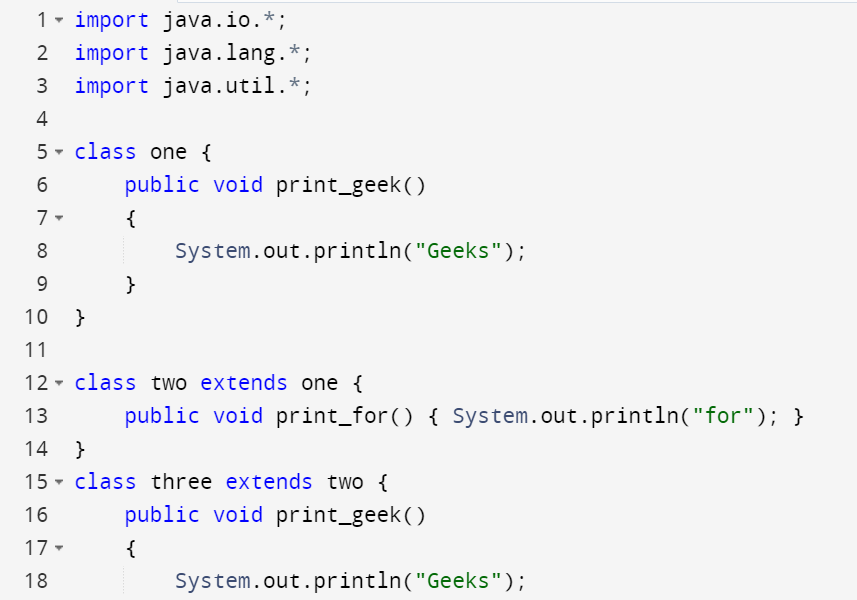 1 import java.io.*;
2 import java.lang.*;
3 import java.util.*;
4
5 class one {
6     public void print_geek()
7     {
8         System.out.println("Geeks");
9     }
10 }
11
12 class two extends one {
13     public void print_for() { System.out.println("for"); }
14 }
15 class three extends two {
16     public void print_geek()
17     {
18         System.out.println("Geeks");